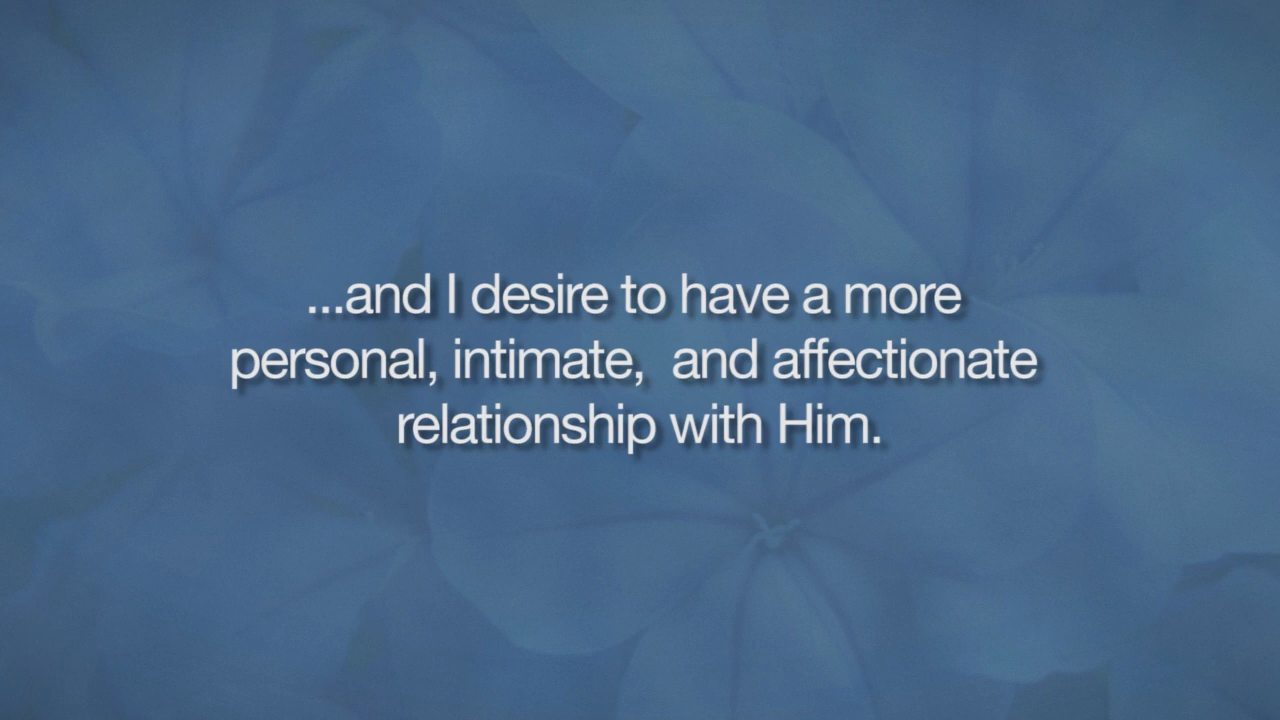 ...and I desire to have a more
personal, intimate,  and affectionate
relationship with Him.